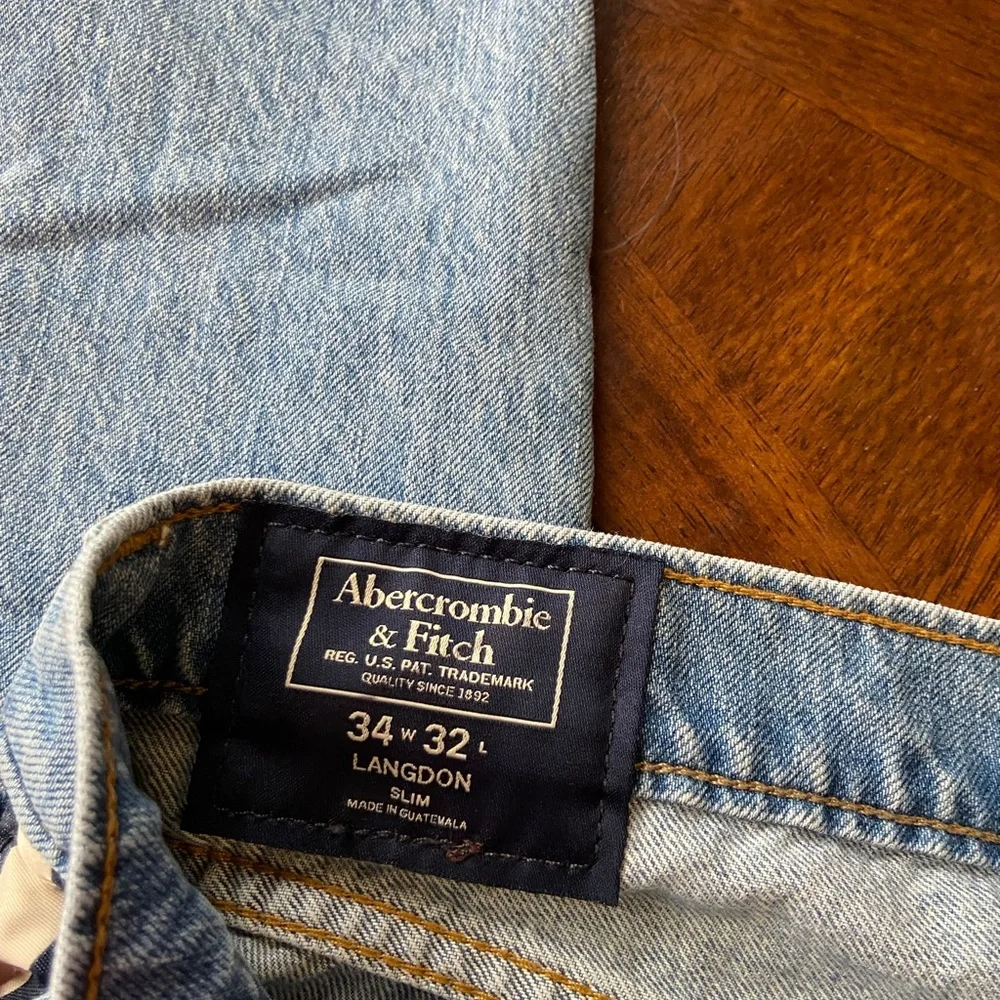 Abercrombie
& Fitch
REG. U.S. PAT. TRADEMARK
QUALITY SINCE 1892
34 W 32 L
LANGDON
SLIM
MADE IN GUATEMALA